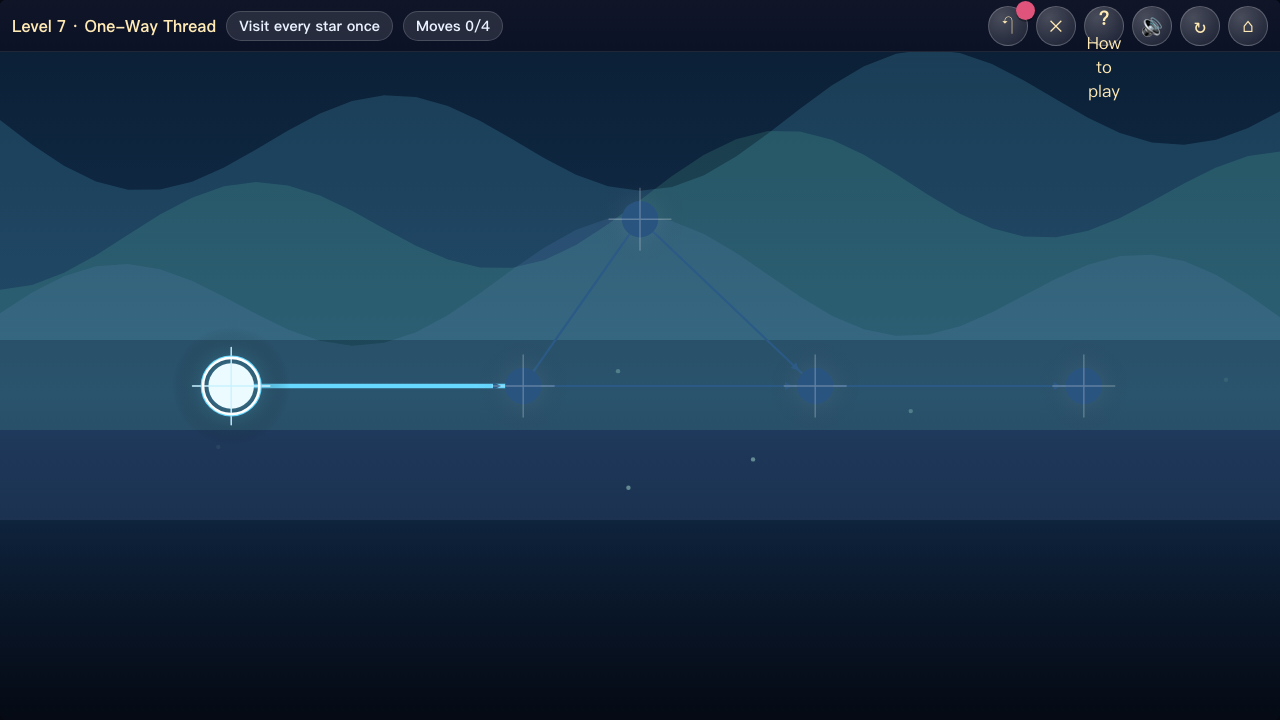 Level 7 · One-Way Thread
Visit every star once
Moves 0/4
?
How
to
play